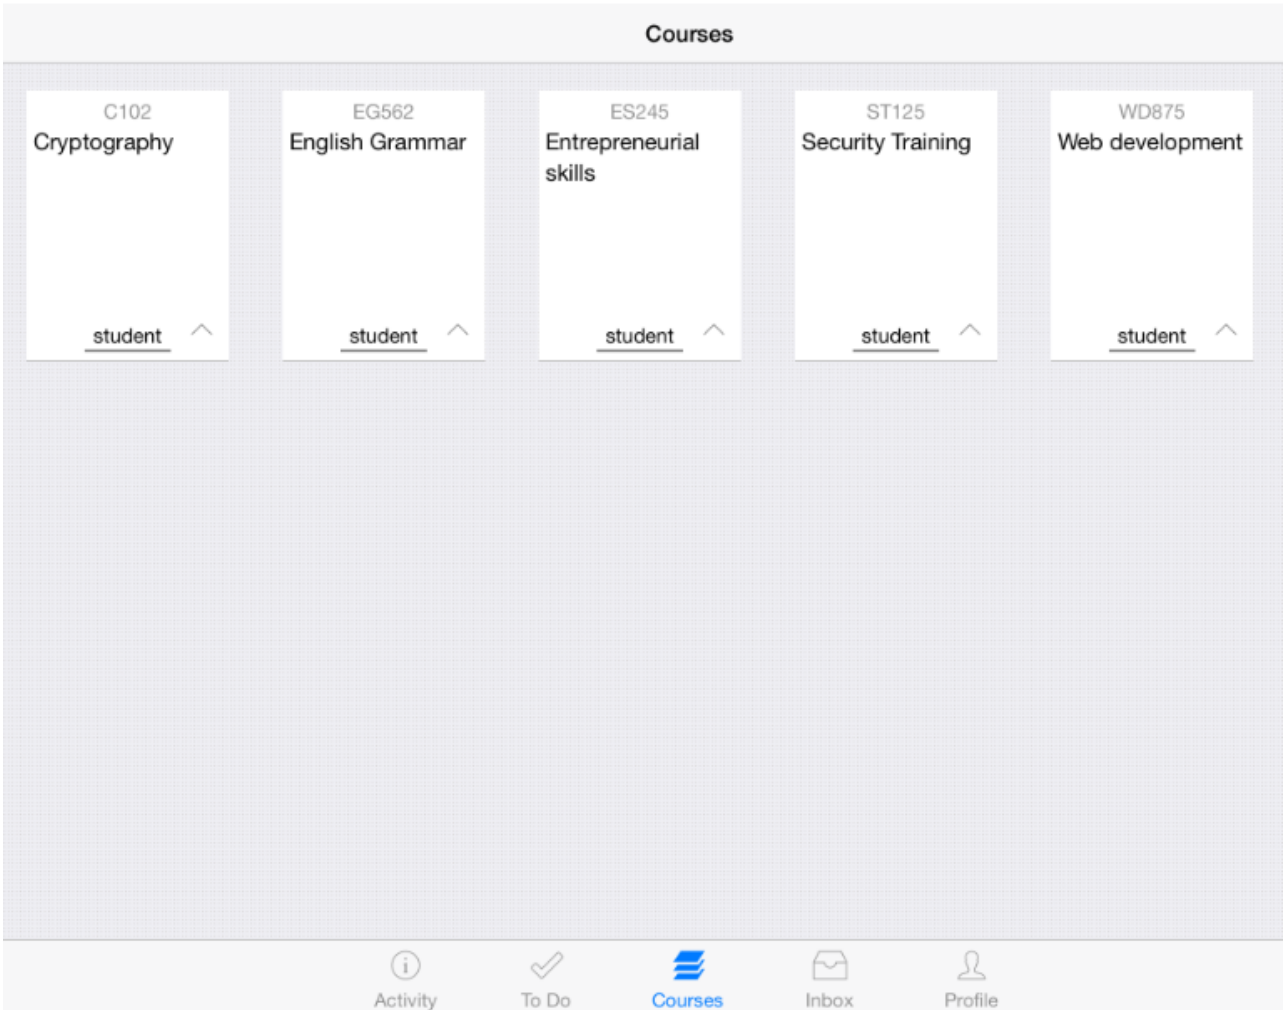 Courses
C102
Cryptography
student
EG562
English Grammar
student
ES245
Entrepreneurial
skills
student
ST125
Security Training
student
WD875
Web development
student
Activity
To Do
Courses
Inbox
Profile